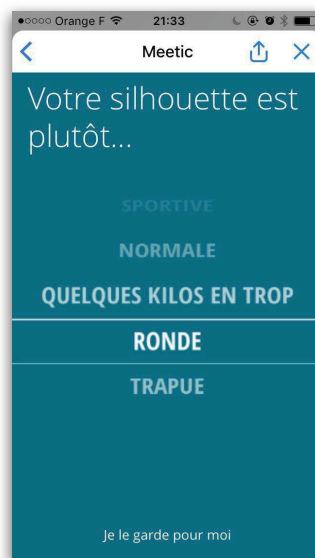 Orange F 21:33
Meetic
Votre silhouette est
plutôt...
SPORTIVE
NORMALE
QUELQUES KILOS EN TROP
RONDE
TRAPUE
Je le garde pour moi